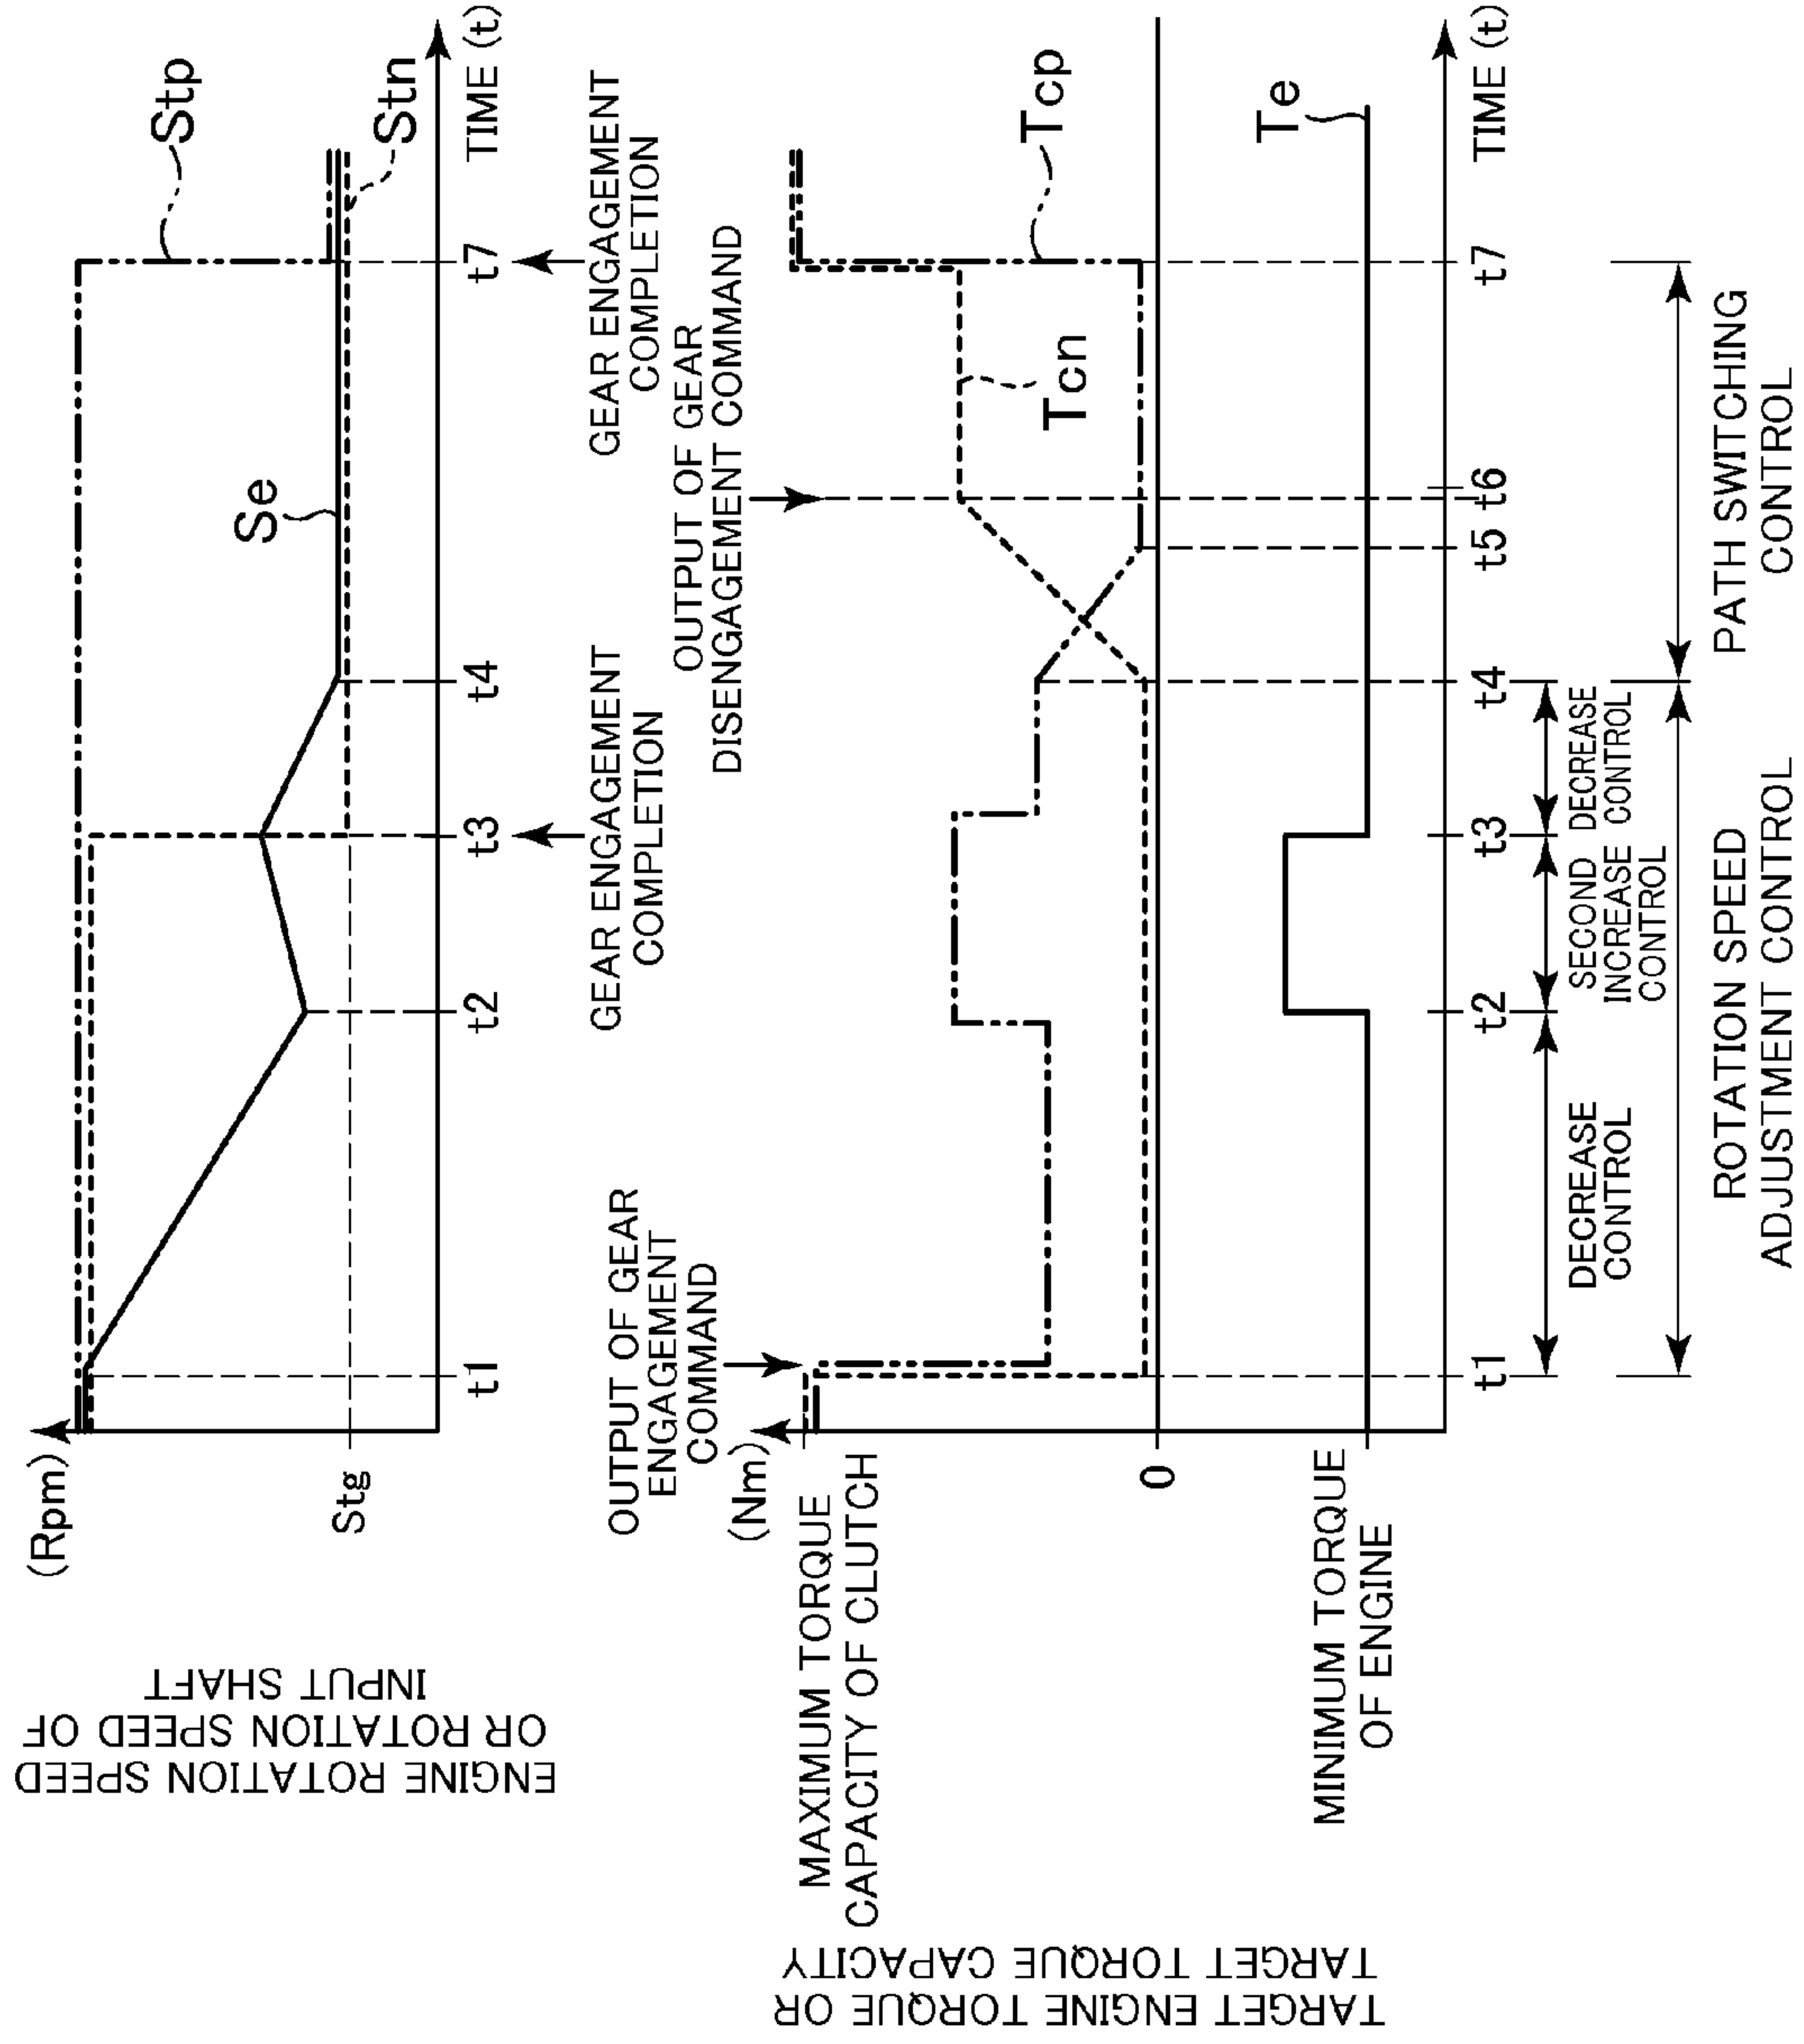 ENGINE ROTATION SPEED
OR ROTATION SPEED OF
INPUT SHAFT
(Rpm)
Stg
Stp
Se
Stn
t1
t2
t3
t4
t7
TIME (t)
OUTPUT OF GEAR
ENGAGEMENT
COMMAND
GEAR ENGAGEMENT
COMPLETION
OUTPUT OF GEAR
DISENGAGEMENT COMMAND
GEAR ENGAGEMENT
COMPLETION
TARGET ENGINE TORQUE OR
TARGET TORQUE CAPACITY
(Nm)
MAXIMUM TORQUE
CAPACITY OF CLUTCH
0
MINIMUM TORQUE
OF ENGINE
Tcn
Tcp
Te
t1
t2
t3
t4
t5
t6
t7
TIME (t)
DECREASE
CONTROL
SECOND
INCREASE
CONTROL
DECREASE
CONTROL
ROTATION SPEED
ADJUSTMENT CONTROL
PATH SWITCHING
CONTROL